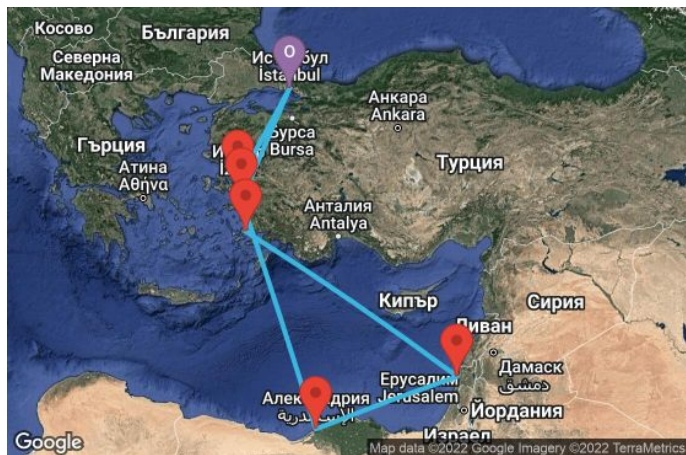 Косово
България
Северна
Македония
O
Истанбул
İstanbul
Анкара
Ankara
Бурса
Bursa
Гърция
Атина
Αθήνα
Турция
Анталия
Antalya
Кипър
Сирия
Ливан
Дамаск
دمشق
Ерусалим
Jerusalem
Александрия
الإسكندرية
Йордания
Израел
Google
Map data ©2022 Google Imagery ©2022 TerraMetrics